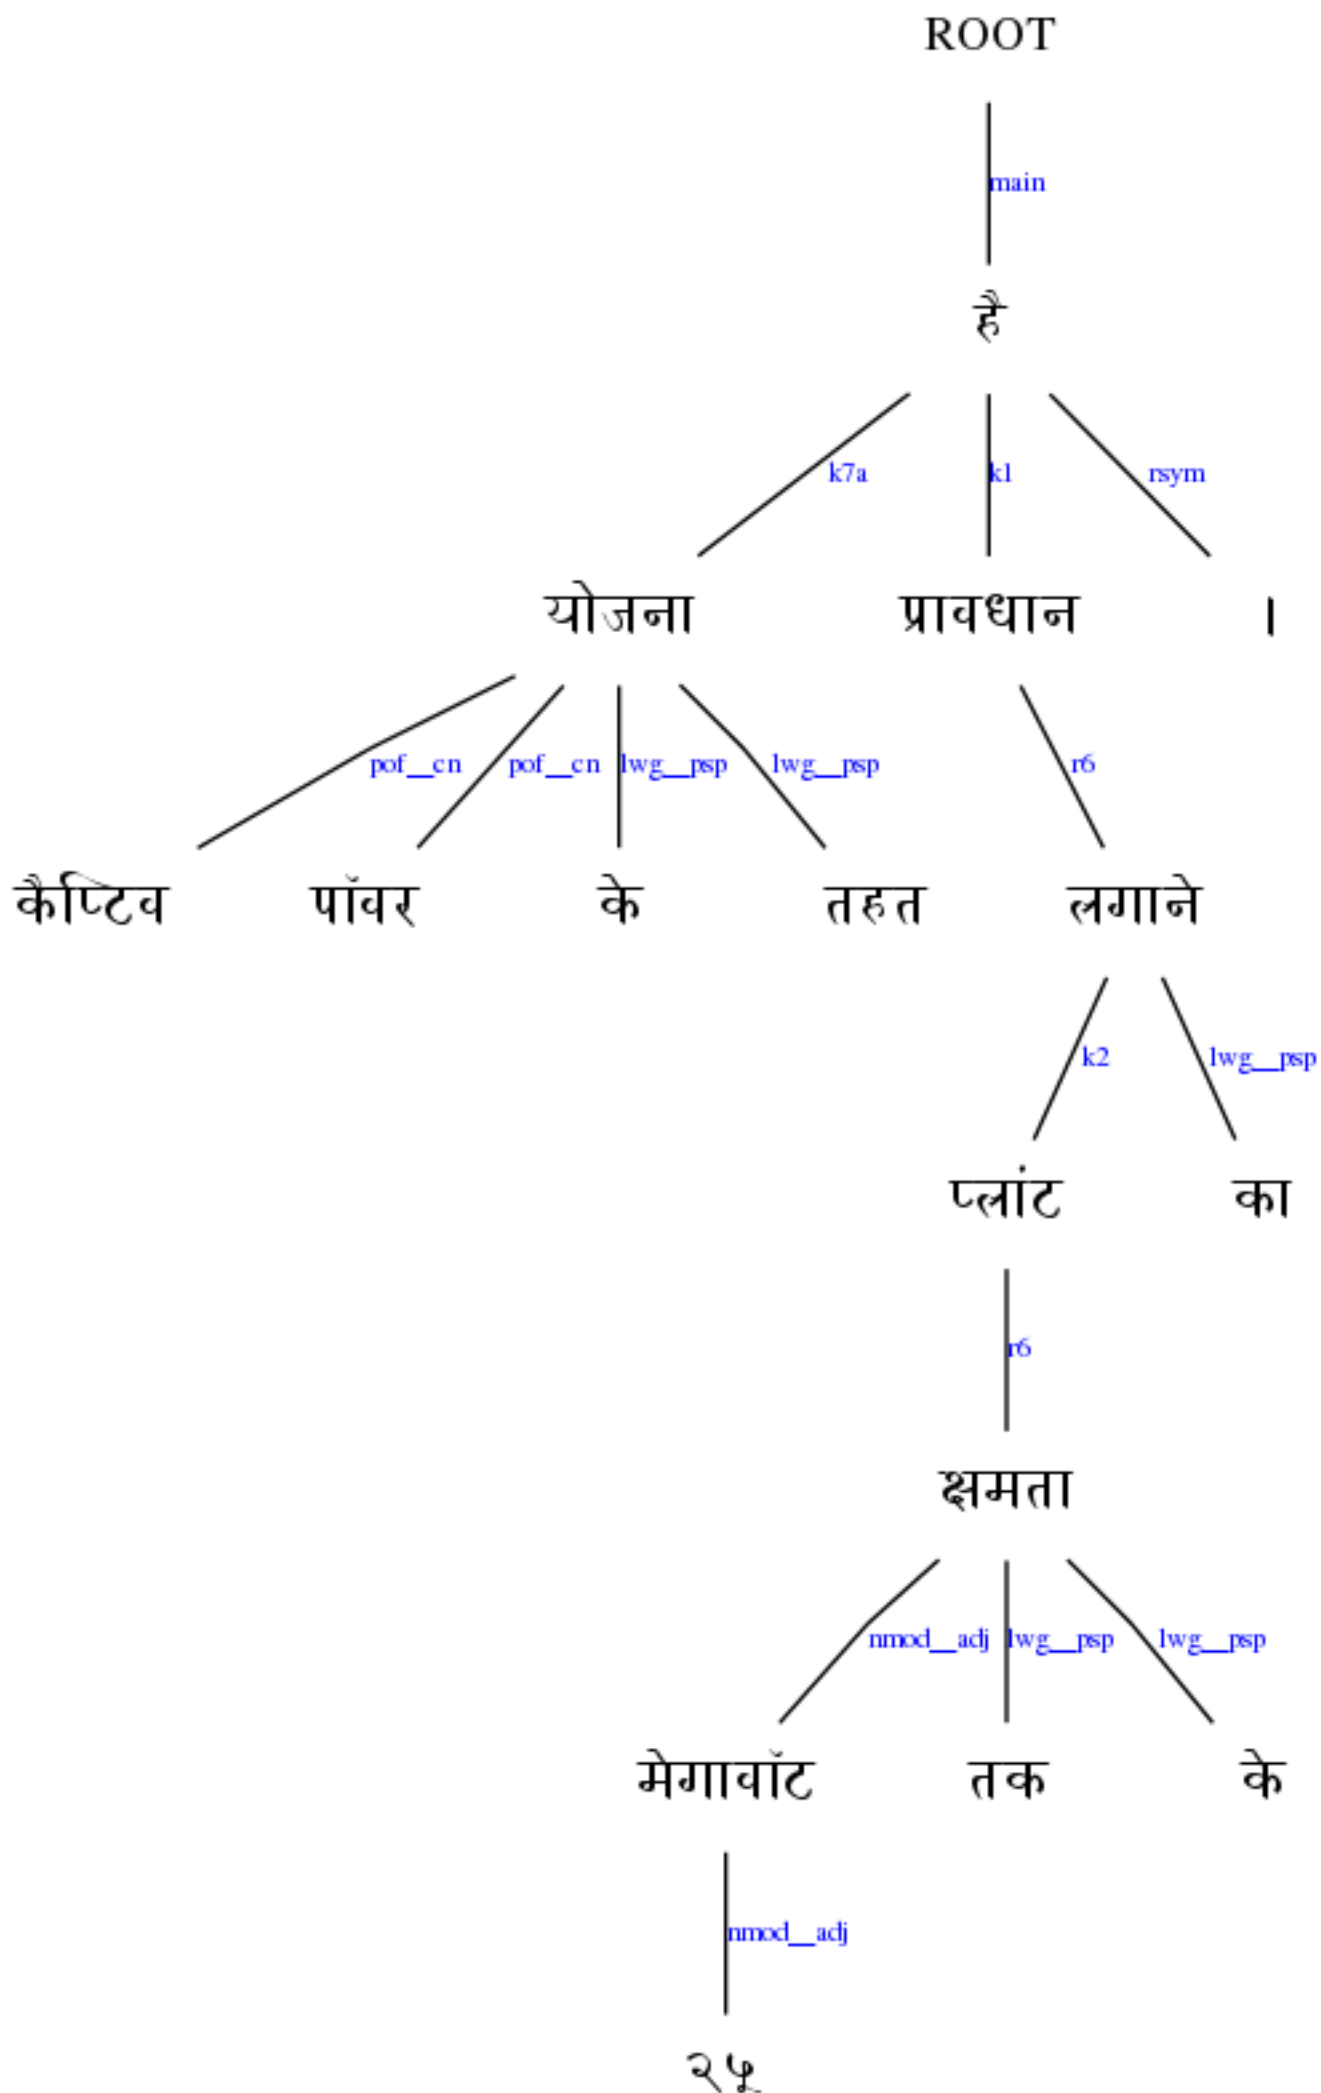 ROOT
main
है
k7a k1 rsym
योजना प्रावधान ।
pof__cn pof__cn lwg__psp lwg__psp r6
कैप्टिव पॉवर के तहत लगाने
k2 lwg__psp
प्लांट का
r6
क्षमता
nmod__adj lwg__psp lwg__psp
मेगावॉट तक के
nmod__adj
२५